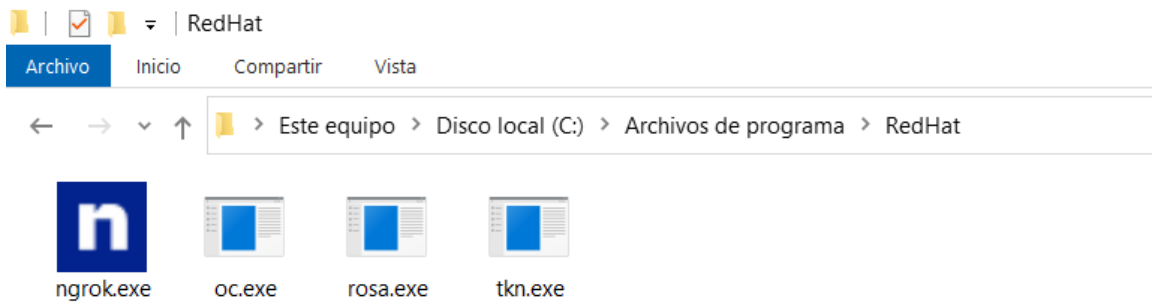 RedHat
Archivo Inicio Compartir Vista
Este equipo > Disco local (C:) > Archivos de programa > RedHat
n
ngrok.exe oc.exe rosa.exe tkn.exe